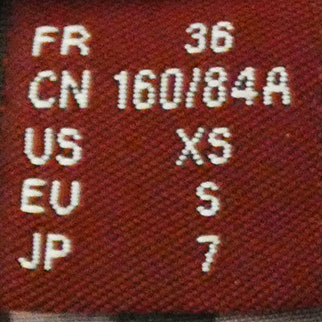 FR 36
CN 160/84A
US XS
EU S
JP 7